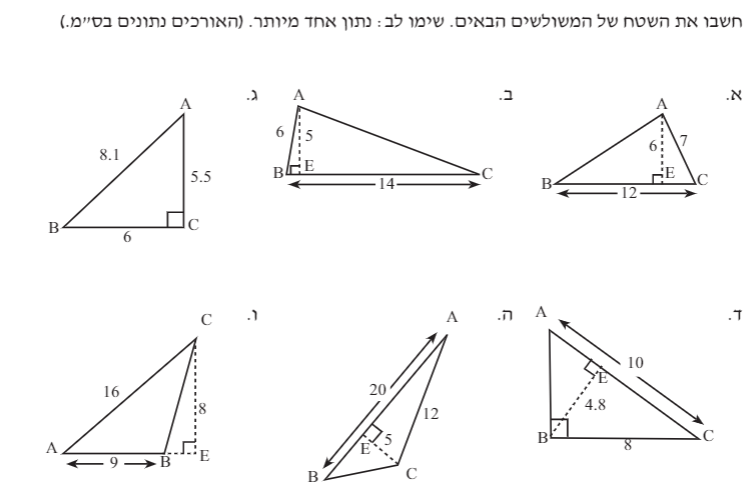 חשבו את השטח של המשולשים הבאים. שימו לב: נתון אחד מיותר. (האורכים נתונים בס״מ.)
א.
A
6
7
B
E
C
12
ב.
A
6
5
B
E
C
14
ג.
A
8.1
5.5
B
C
6
ד.
A
10
E
4.8
B
8
C
ה.
A
20
12
E
5
B
C
ו.
C
16
8
A
9
B
E